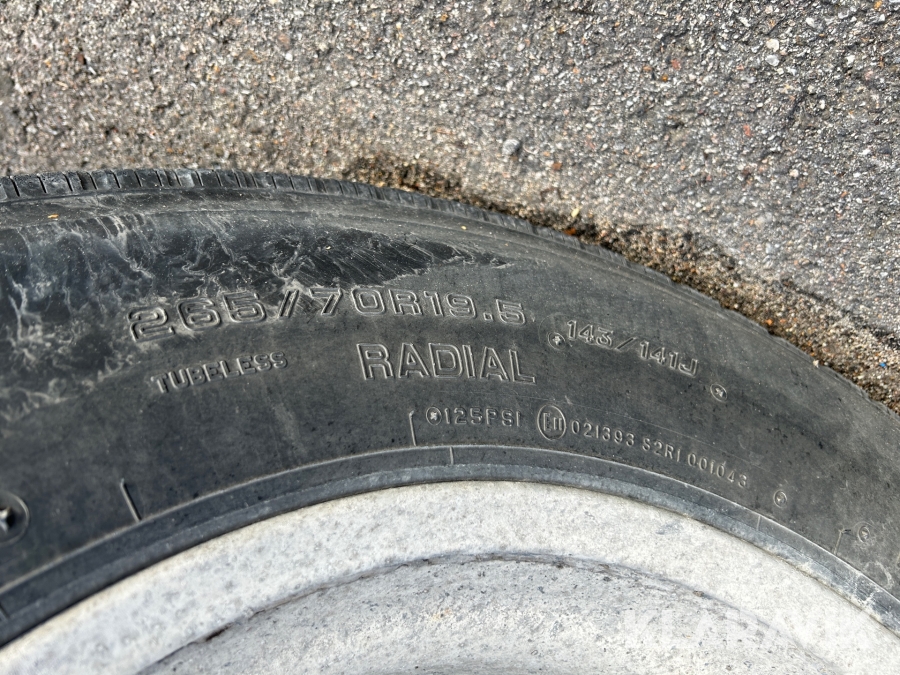 265/70R19.5
143/141J
TUBELESS
RADIAL
125PSI
021393 S2R1 001043